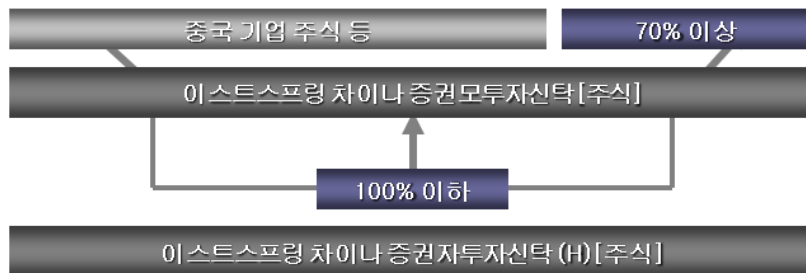 중국 기업 주식 등
70% 이상
이스트스프링 차이나 증권모투자신탁[주식]
100% 이하
이스트스프링 차이나 증권자투자신탁(H)[주식]